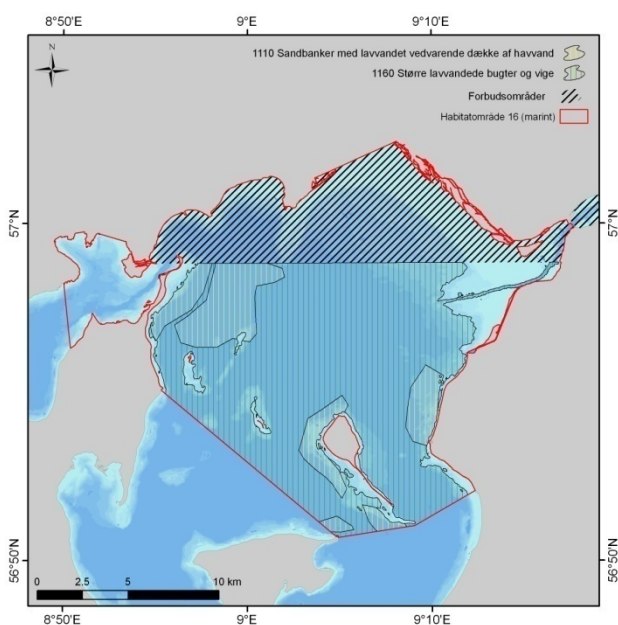 8°50'E 9°E 9°10'E
N
1110 Sandbanker med lavvandet vedvarende dække af havvand
1160 Større lavvandede bugter og vige
Forbudsområder
Habitatområde 16 (marint)
57°N 57°N
56°50'N 56°50'N
0 2.5 5 10 km
8°50'E 9°E 9°10'E